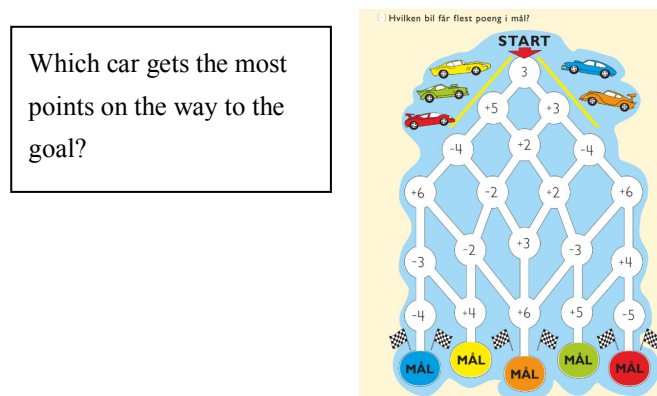 Which car gets the most
points on the way to the
goal?
Hvilken bil får flest poeng i mål?
START
3
+5 +3
-4 +2 -4
+6 -2 +2 +6
-2 +3 -3
-3 +4
-4 +4 +6 +5 -5
MÅL MÅL MÅL MÅL MÅL